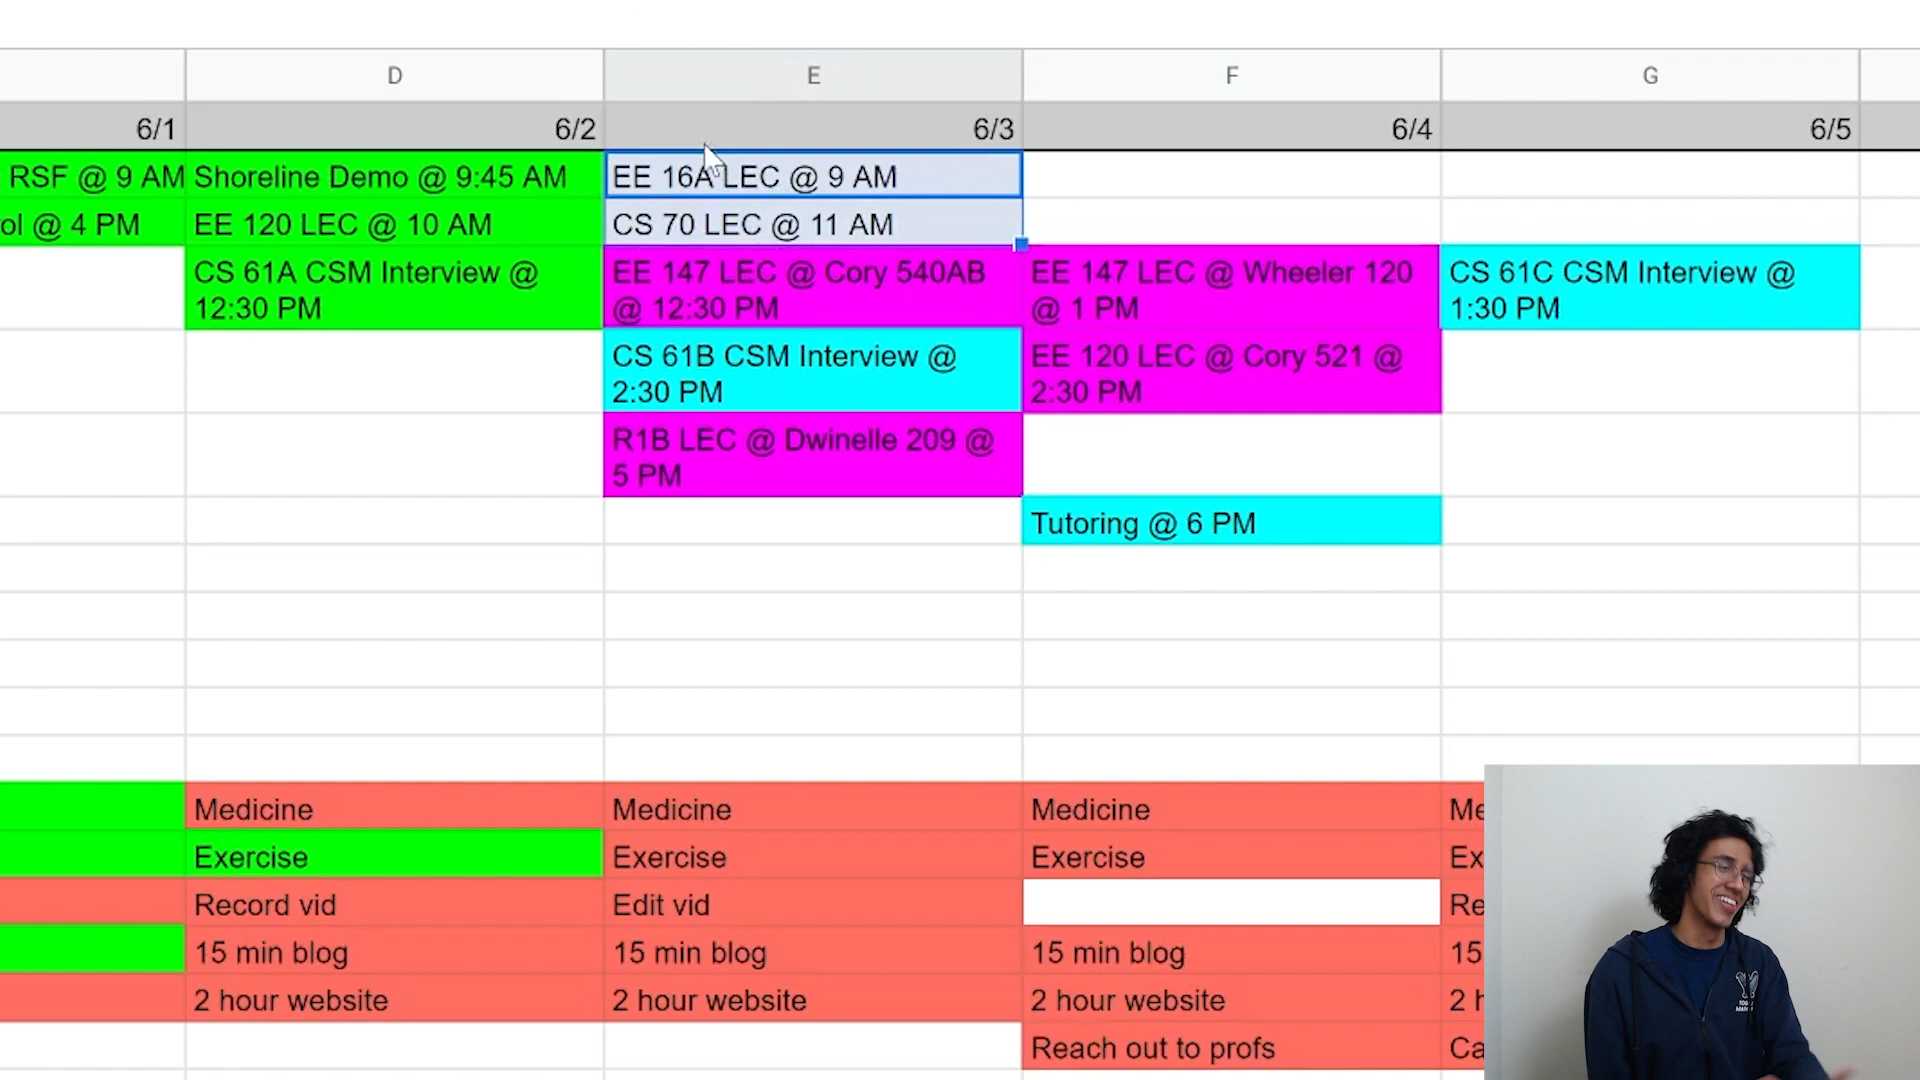 D E F G
6/1 6/2 6/3 6/4 6/5
RSF @ 9 AM Shoreline Demo @ 9:45 AM EE 16A LEC @ 9 AM
ol @ 4 PM EE 120 LEC @ 10 AM CS 70 LEC @ 11 AM
CS 61A CSM Interview @
12:30 PM
EE 147 LEC @ Cory 540AB
@ 12:30 PM
EE 147 LEC @ Wheeler 120
@ 1 PM
CS 61C CSM Interview @
1:30 PM
CS 61B CSM Interview @
2:30 PM
EE 120 LEC @ Cory 521 @
2:30 PM
R1B LEC @ Dwinelle 209 @
5 PM
Tutoring @ 6 PM
Medicine Medicine Medicine Me
Exercise Exercise Exercise Ex
Record vid Edit vid Re
15 min blog 15 min blog 15 min blog 15
2 hour website 2 hour website 2 hour website 2 h
Reach out to profs Ca